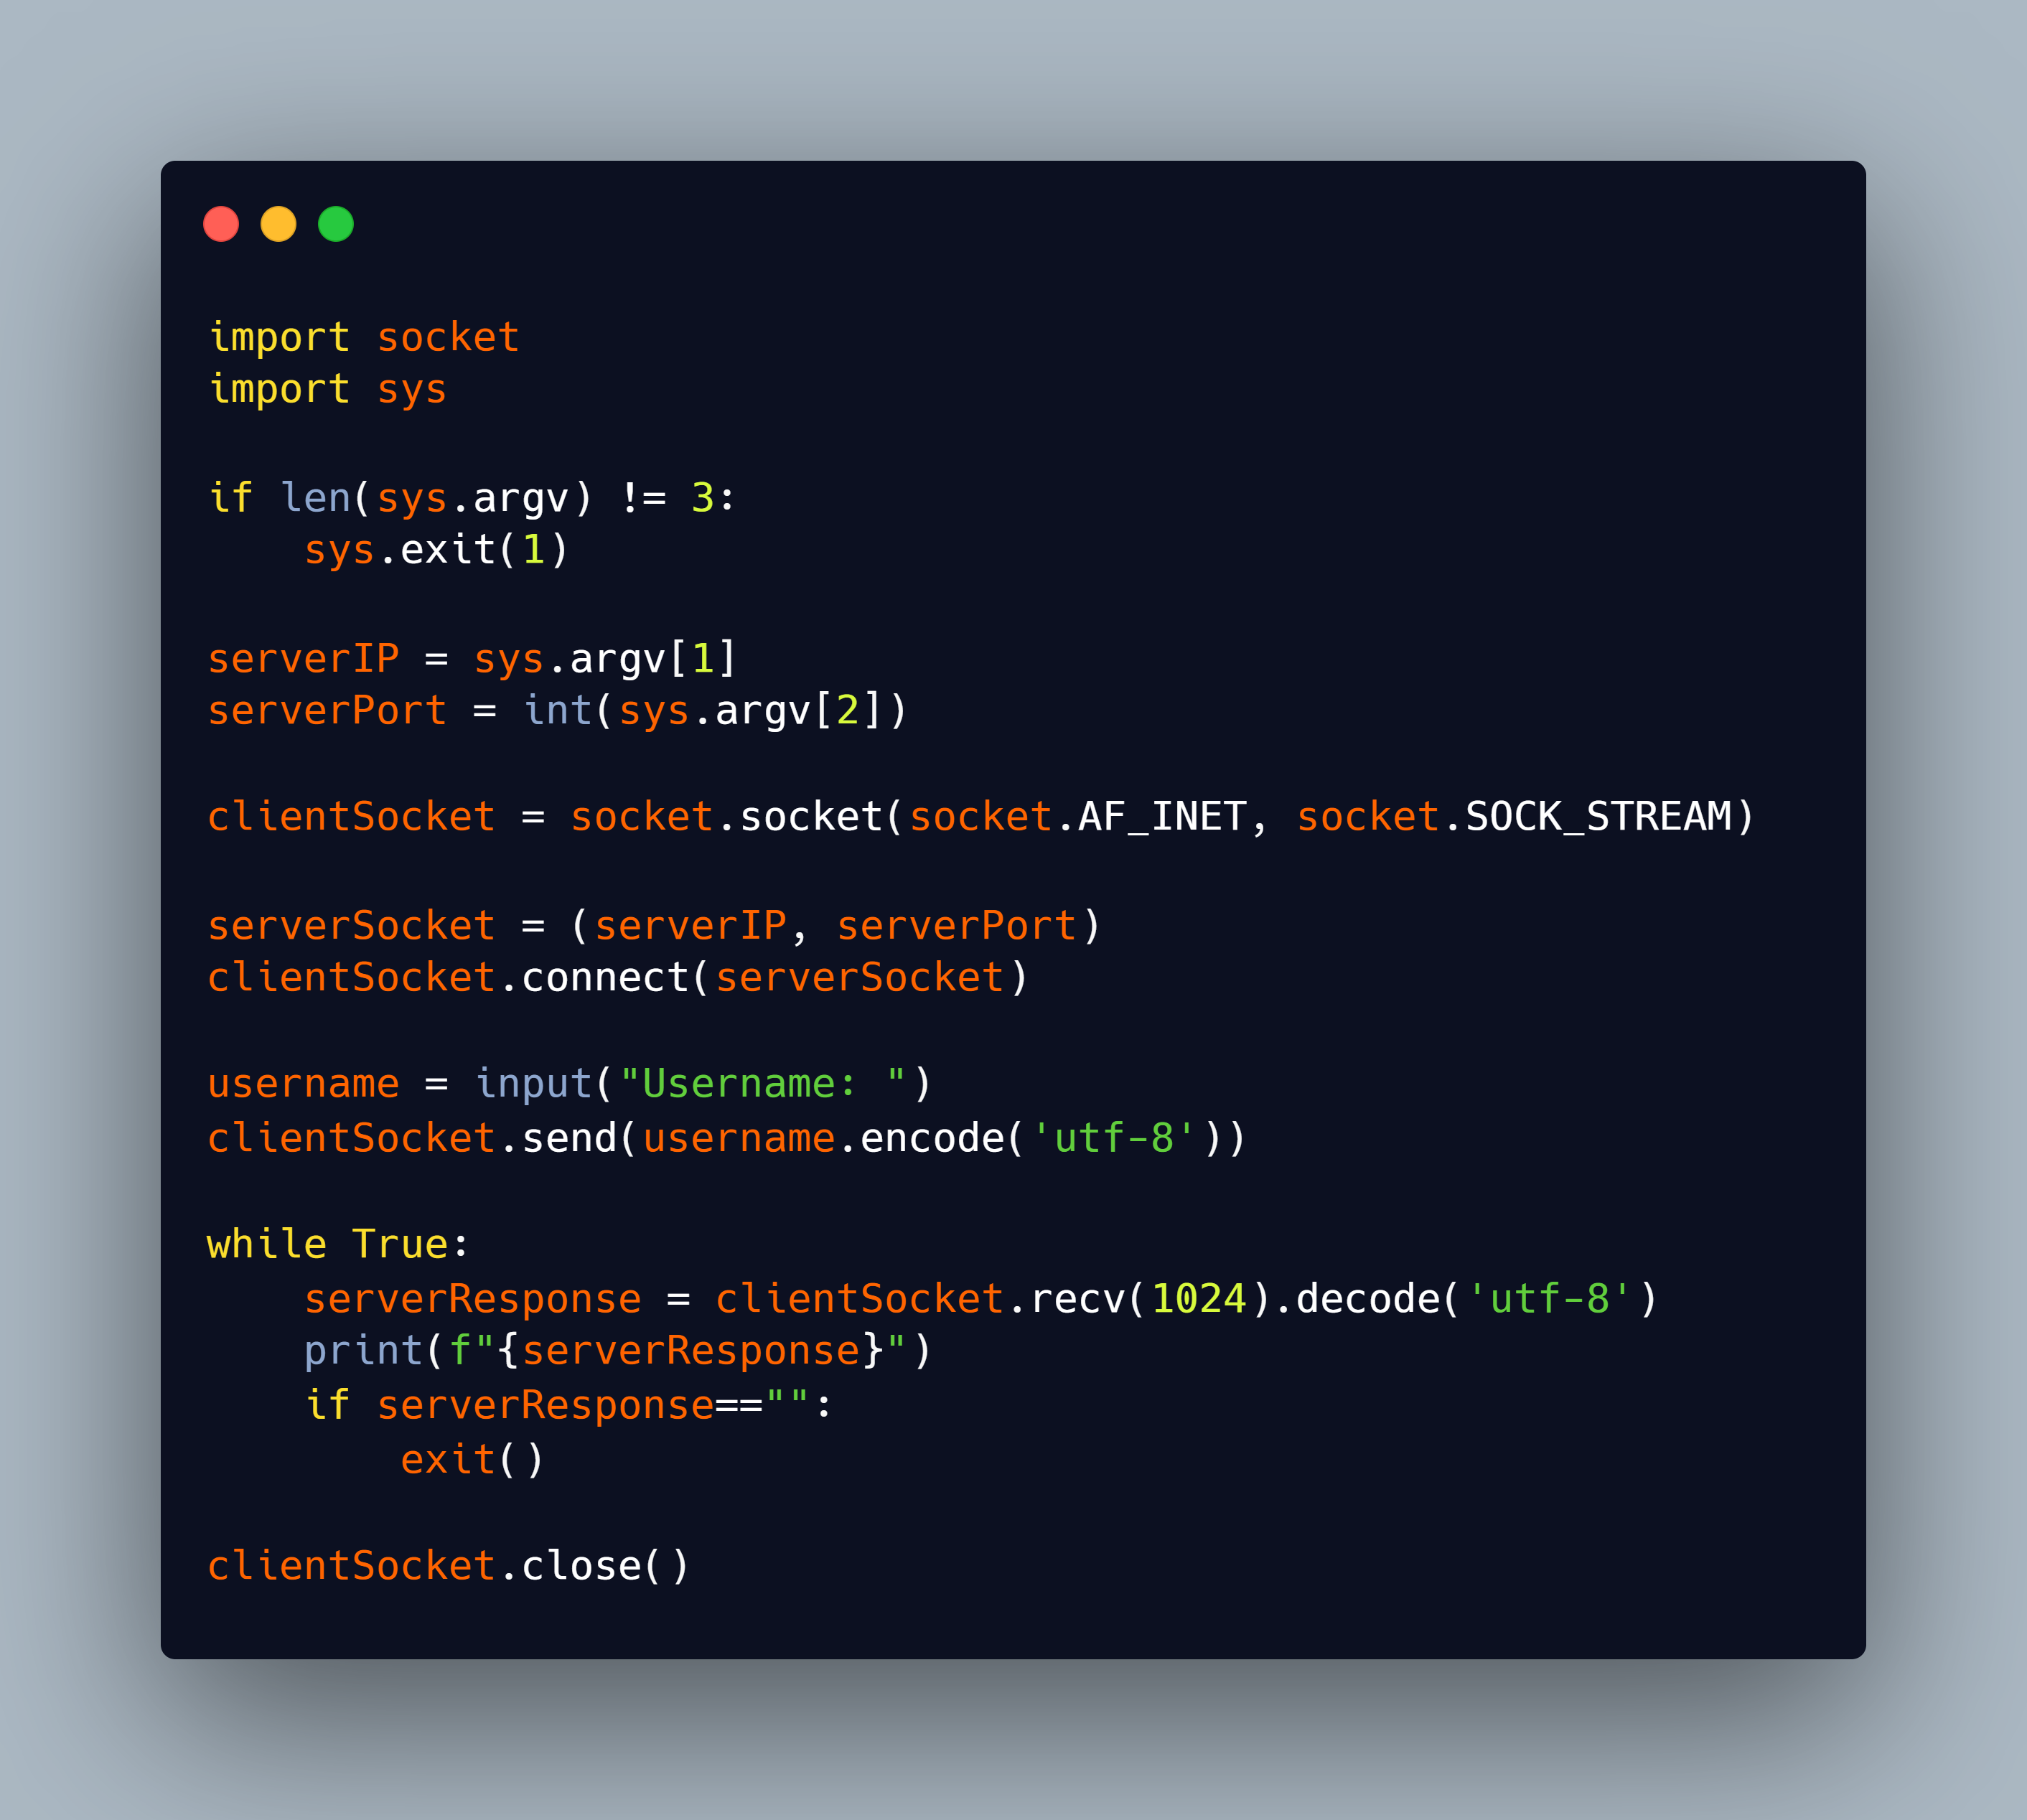 import socket
import sys
if len(sys.argv) != 3:
    sys.exit(1)
serverIP = sys.argv[1]
serverPort = int(sys.argv[2])
clientSocket = socket.socket(socket.AF_INET, socket.SOCK_STREAM)
serverSocket = (serverIP, serverPort)
clientSocket.connect(serverSocket)
username = input("Username: ")
clientSocket.send(username.encode('utf-8'))
while True:
    serverResponse = clientSocket.recv(1024).decode('utf-8')
    print(f"{serverResponse}")
    if serverResponse=="":
        exit()
clientSocket.close()